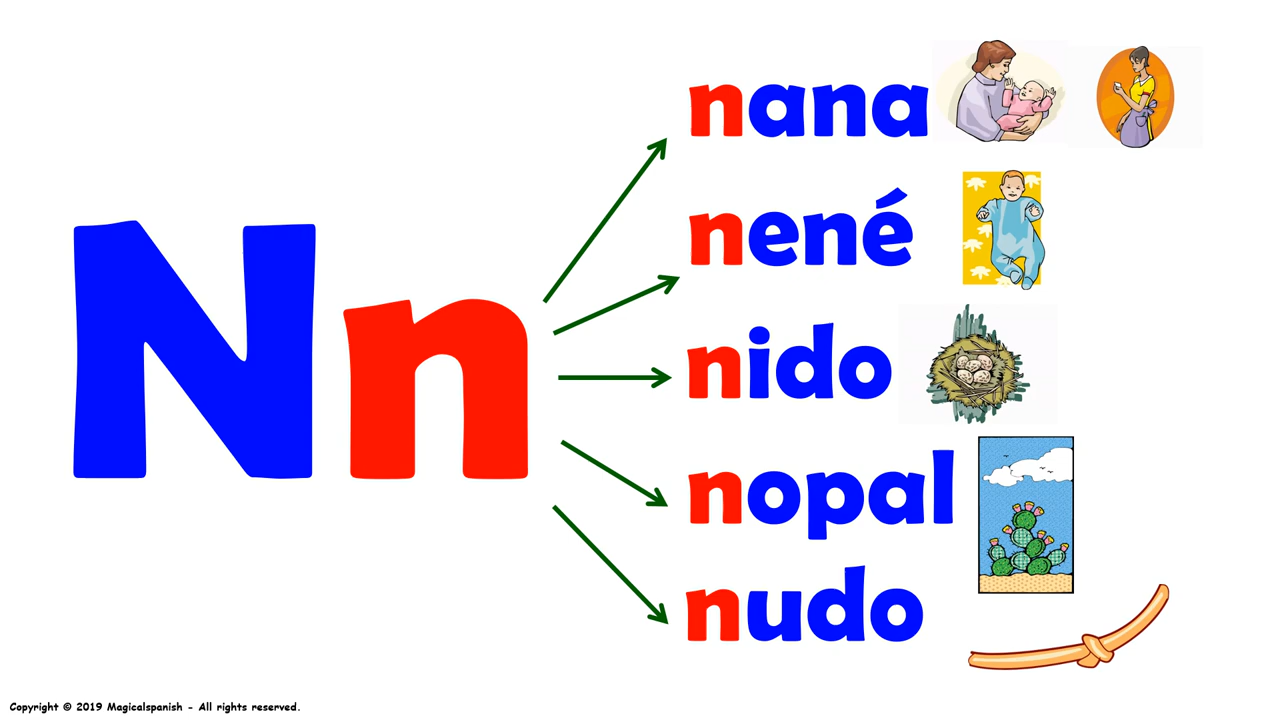 Nn
nana
nené
nido
nopal
nudo
Copyright © 2019 Magicalspanish - All rights reserved.